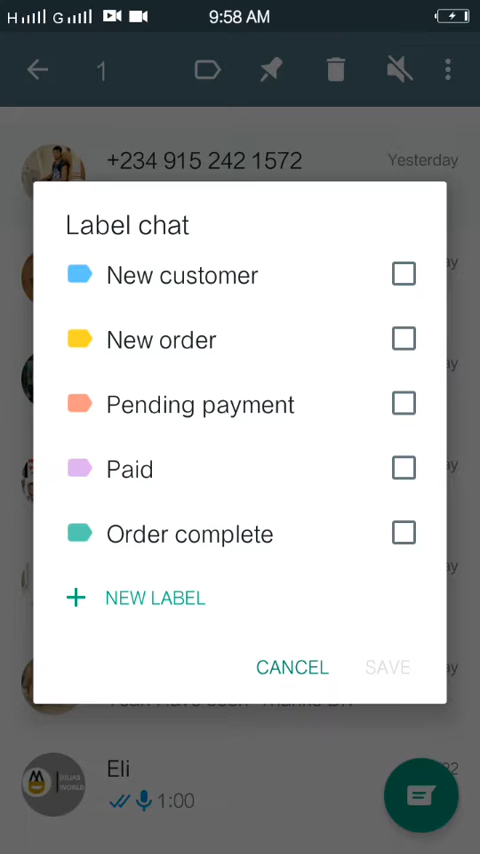 H G 9:58 AM
1
+234 915 242 1572 Yesterday
Label chat
New customer
New order
Pending payment
Paid
Order complete
+ NEW LABEL
CANCEL SAVE
Eli
1:00